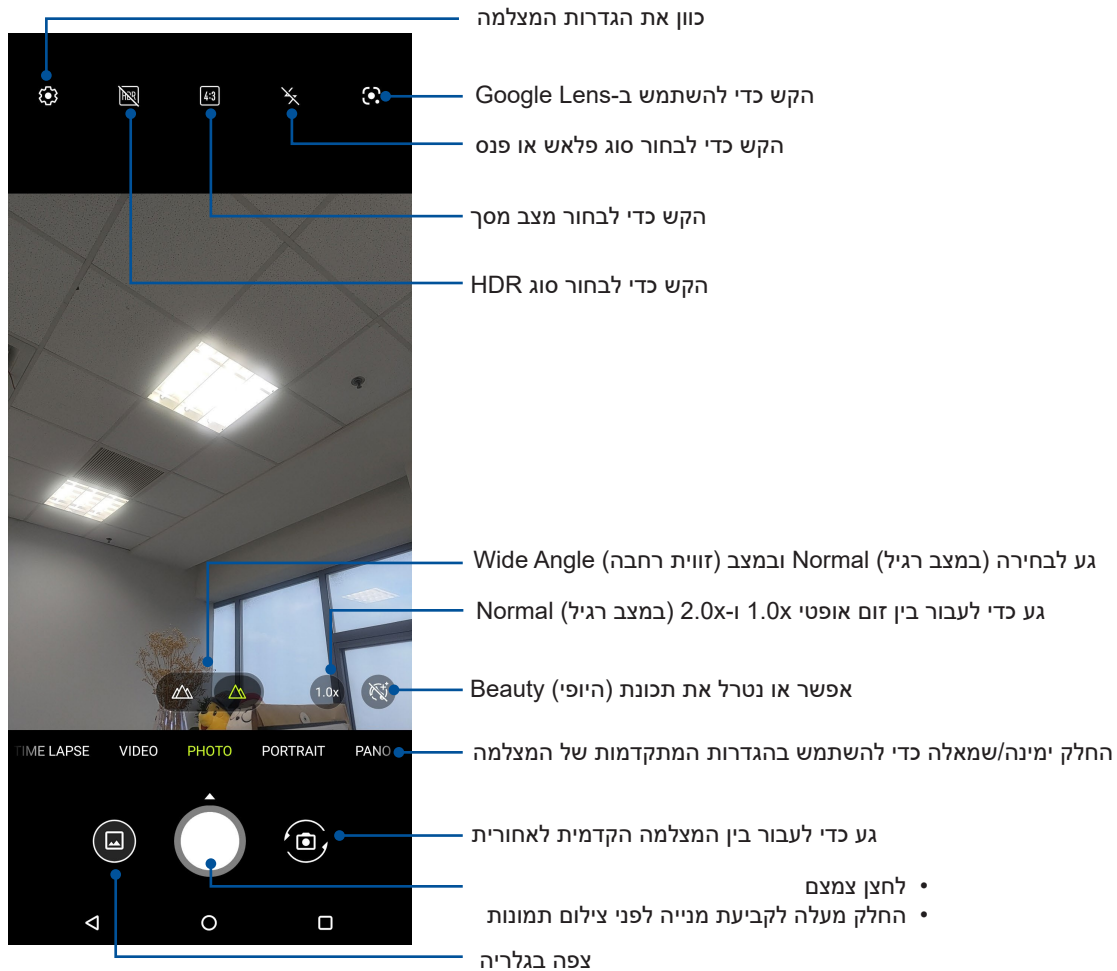 כוון את הגדרות המצלמה
HDR
4:3
הקש כדי להשתמש ב-Google Lens
הקש כדי לבחור סוג פלאש או פנס
הקש כדי לבחור מצב מסך
הקש כדי לבחור סוג HDR
גע לבחירה (במצב רגיל) Normal ובמצב (זווית רחבה) Wide Angle
גע כדי לעבור בין זום אופטי 1.0x ו-2.0x (במצב רגיל) Normal
1.0x
אפשר או נטרל את תכונת (היופי) Beauty
TIME LAPSE VIDEO PHOTO PORTRAIT PANO
החלק ימינה/שמאלה כדי להשתמש בהגדרות המתקדמות של המצלמה
גע כדי לעבור בין המצלמה הקדמית לאחורית
• לחצן צמצם
• החלק מעלה לקביעת מנייה לפני צילום תמונות
צפה בגלריה